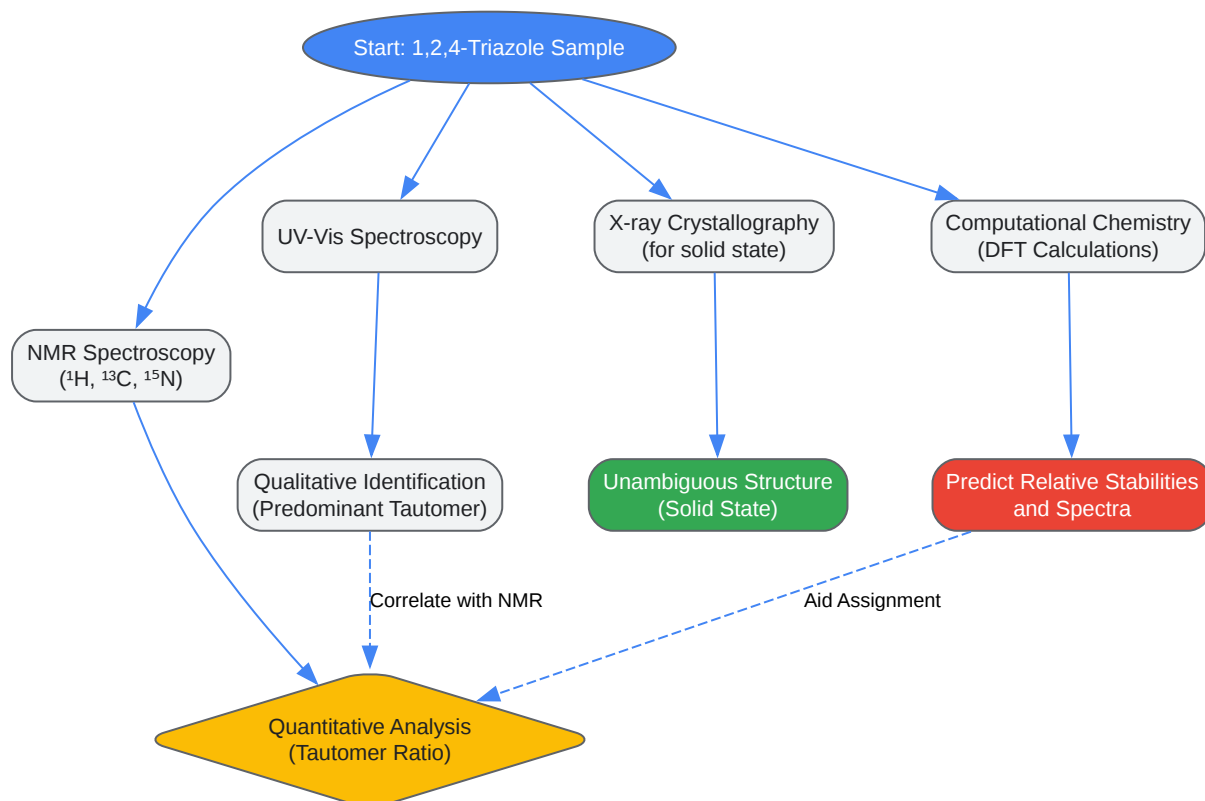 Start: 1,2,4-Triazole Sample
UV-Vis Spectroscopy
X-ray Crystallography
(for solid state)
Computational Chemistry
(DFT Calculations)
NMR Spectroscopy
(¹H, ¹³C, ¹⁵N)
Qualitative Identification
(Predominant Tautomer)
Unambiguous Structure
(Solid State)
Predict Relative Stabilities
and Spectra
Correlate with NMR
Aid Assignment
Quantitative Analysis
(Tautomer Ratio)